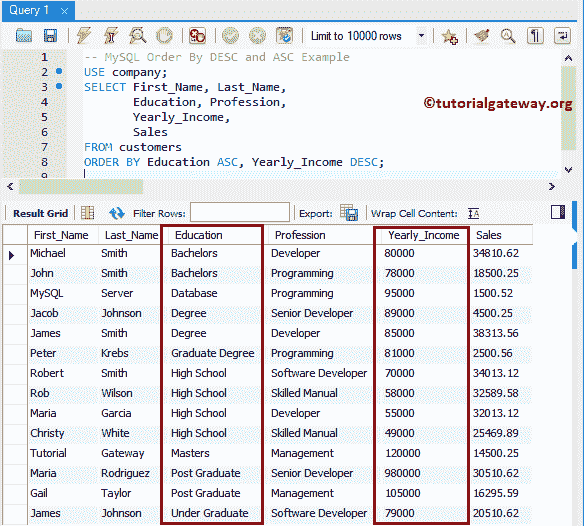 Query 1 ×
Limit to 10000 rows
1 -- MySQL Order By DESC and ASC Example
2 USE company;
3 SELECT First_Name, Last_Name,
4 Education, Profession,
5 Yearly_Income,
6 Sales
7 FROM customers
8 ORDER BY Education ASC, Yearly_Income DESC;
9
©tutorialgateway.org
Result Grid Filter Rows: Export: Wrap Cell Content:
First_Name Last_Name Education Profession Yearly_Income Sales
Michael Smith Bachelors Developer 80000 34810.62
John Smith Bachelors Programming 78000 18500.25
MySQL Server Database Programming 95000 1500.52
Jacob Johnson Degree Senior Developer 89000 4500.25
James Smith Degree Developer 85000 38313.56
Peter Krebs Graduate Degree Programming 81000 2500.56
Robert Smith High School Software Developer 70000 34013.12
Rob Wilson High School Skilled Manual 58000 32589.58
Maria Garcia High School Developer 55000 32013.12
Christy White High School Skilled Manual 49000 25469.89
Tutorial Gateway Masters Management 120000 14500.25
Maria Rodriguez Post Graduate Senior Developer 980000 30510.62
Gail Taylor Post Graduate Management 105000 16295.59
James Johnson Under Graduate Software Developer 79000 20510.62